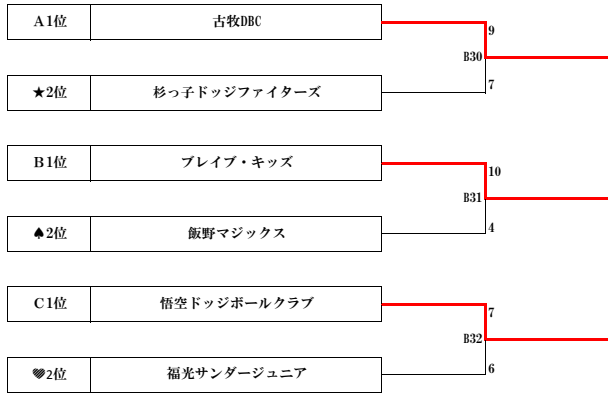 A1位 古牧DBC
9
B30
7
★2位 杉っ子ドッジファイターズ
B1位 ブレイブ・キッズ
10
B31
4
♠2位 飯野マジックス
C1位 悟空ドッジボールクラブ
7
B32
6
♥2位 福光サンダージュニア